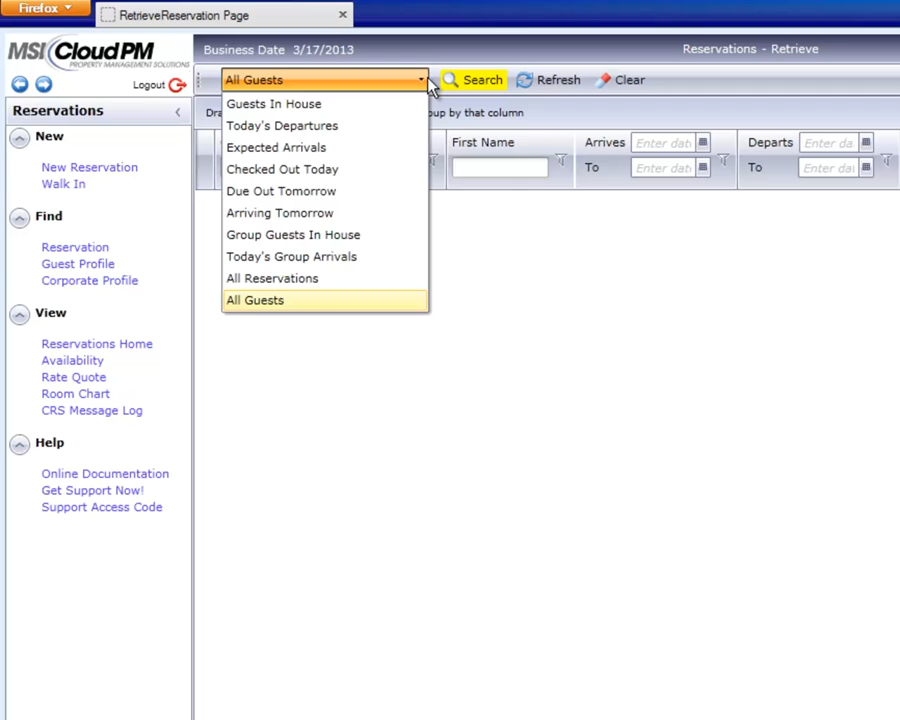 Firefox
RetrieveReservation Page
MSI CloudPM
PROPERTY MANAGEMENT SOLUTIONS
Business Date 3/17/2013
Reservations - Retrieve
Logout
All Guests
Search
Refresh
Clear
Reservations
Dra
oup by that column
Guests In House
Today's Departures
Expected Arrivals
Checked Out Today
Due Out Tomorrow
Arriving Tomorrow
Group Guests In House
Today's Group Arrivals
All Reservations
All Guests
First Name
Arrives
Enter dat
To
Enter dat
Departs
Enter dat
To
Enter dat
New
New Reservation
Walk In
Find
Reservation
Guest Profile
Corporate Profile
View
Reservations Home
Availability
Rate Quote
Room Chart
CRS Message Log
Help
Online Documentation
Get Support Now!
Support Access Code